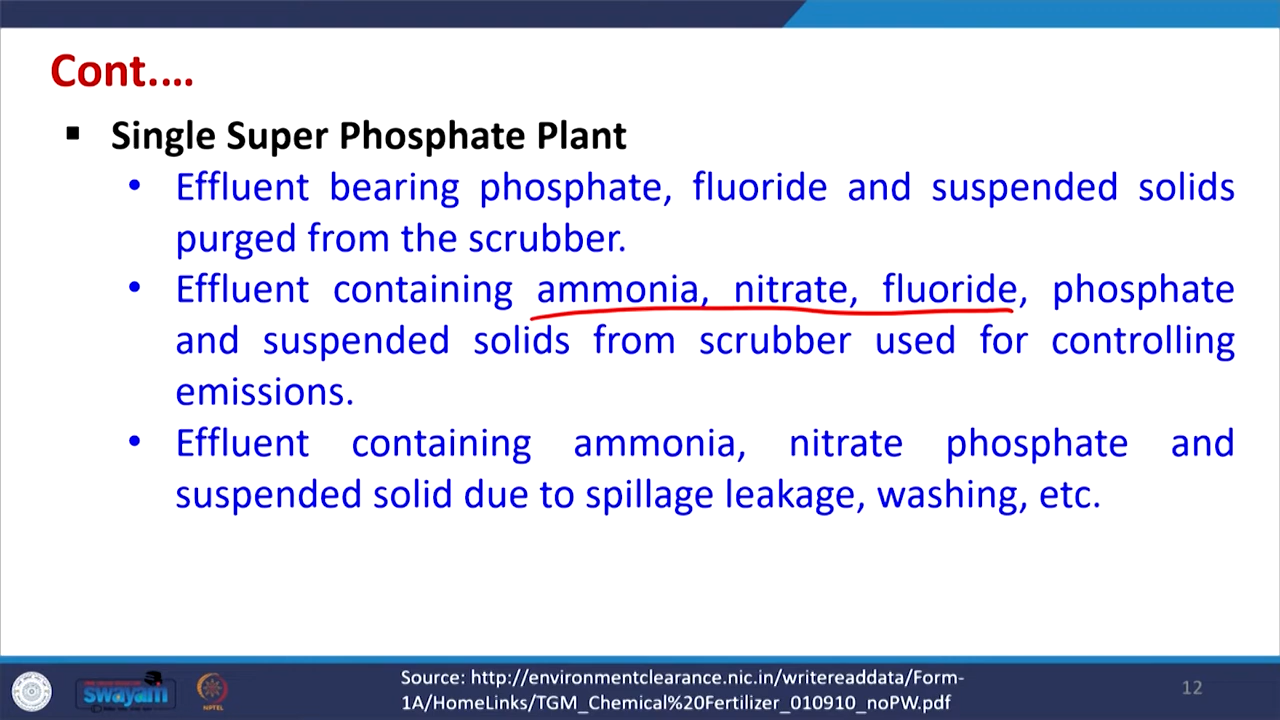 Cont.…
▪ Single Super Phosphate Plant
• Effluent bearing phosphate, fluoride and suspended solids
purged from the scrubber.
• Effluent containing ammonia, nitrate, fluoride, phosphate
and suspended solids from scrubber used for controlling
emissions.
• Effluent containing ammonia, nitrate phosphate and
suspended solid due to spillage leakage, washing, etc.
swayam
NPTEL
Source: http://environmentclearance.nic.in/writereaddata/Form-
1A/HomeLinks/TGM_Chemical%20Fertilizer_010910_noPW.pdf
12